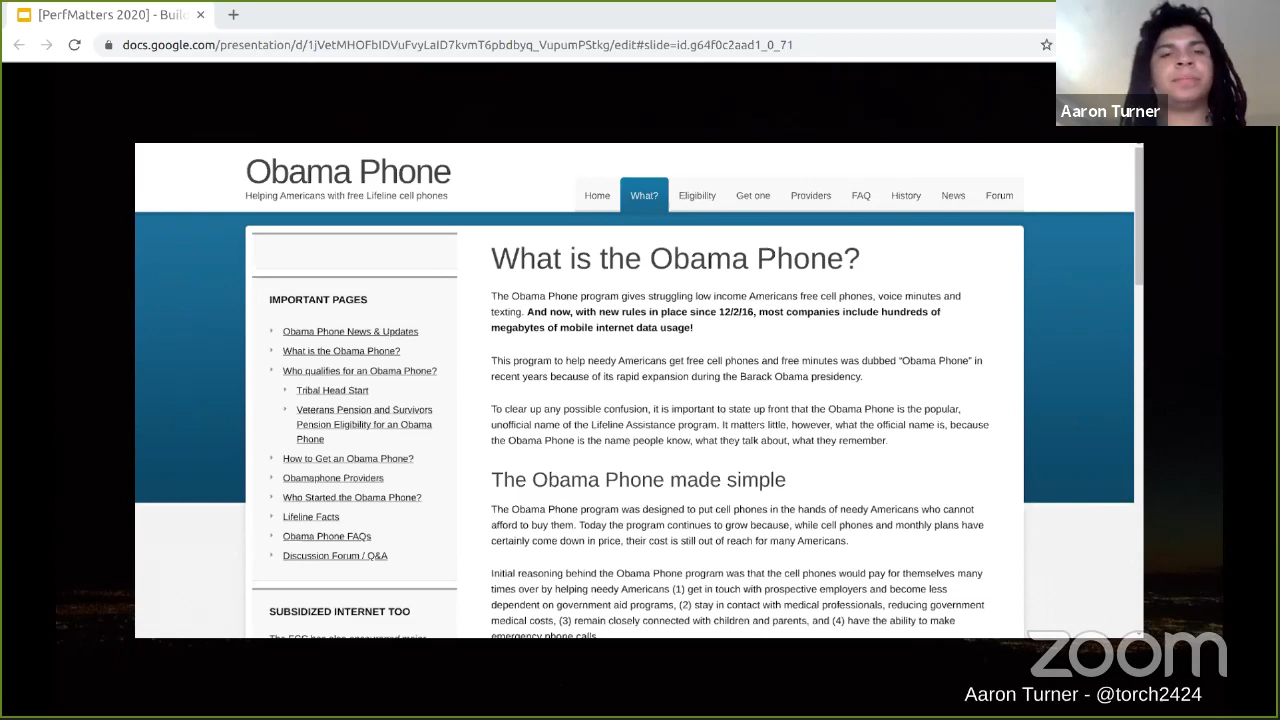 [PerfMatters 2020] - Buil
docs.google.com/presentation/d/1jVetMHOFbIDVuFvyLaID7kvmT6pbdbyq_VupumPStkg/edit#slide=id.g64f0c2aad1_0_71
Aaron Turner
Obama Phone
Helping Americans with free Lifeline cell phones
Home What? Eligibility Get one Providers FAQ History News Forum
IMPORTANT PAGES
Obama Phone News & Updates
What is the Obama Phone?
Who qualifies for an Obama Phone?
Tribal Head Start
Veterans Pension and Survivors
Pension Eligibility for an Obama
Phone
How to Get an Obama Phone?
Obamaphone Providers
Who Started the Obama Phone?
Lifeline Facts
Obama Phone FAQs
Discussion Forum / Q&A
SUBSIDIZED INTERNET TOO
The FCC has also encouraged major
What is the Obama Phone?
The Obama Phone program gives struggling low income Americans free cell phones, voice minutes and
texting. And now, with new rules in place since 12/2/16, most companies include hundreds of
megabytes of mobile internet data usage!
This program to help needy Americans get free cell phones and free minutes was dubbed "Obama Phone" in
recent years because of its rapid expansion during the Barack Obama presidency.
To clear up any possible confusion, it is important to state up front that the Obama Phone is the popular,
unofficial name of the Lifeline Assistance program. It matters little, however, what the official name is, because
the Obama Phone is the name people know, what they talk about, what they remember.
The Obama Phone made simple
The Obama Phone program was designed to put cell phones in the hands of needy Americans who cannot
afford to buy them. Today the program continues to grow because, while cell phones and monthly plans have
certainly come down in price, their cost is still out of reach for many Americans.
Initial reasoning behind the Obama Phone program was that the cell phones would pay for themselves many
times over by helping needy Americans (1) get in touch with prospective employers and become less
dependent on government aid programs, (2) stay in contact with medical professionals, reducing government
medical costs, (3) remain closely connected with children and parents, and (4) have the ability to make
emergency phone calls.
zoom
Aaron Turner - @torch2424